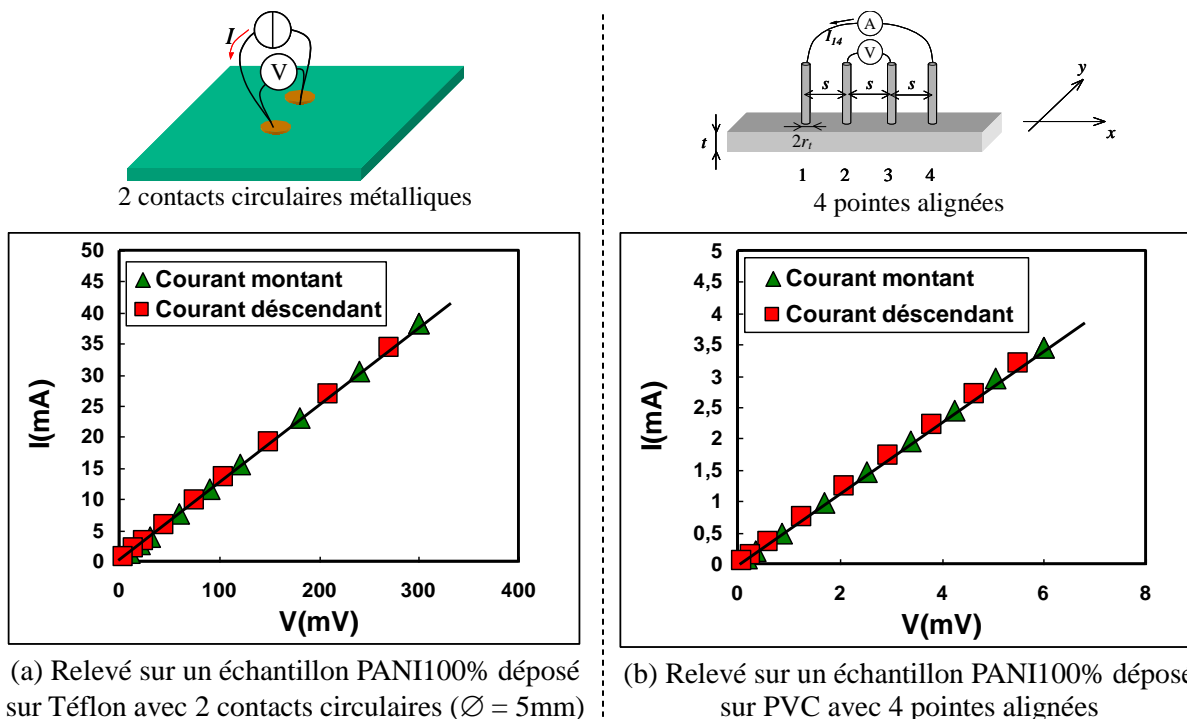 I
V
2 contacts circulaires métalliques
50
45
40
35
30
25
20
15
10
5
0
I(mA)
Courant montant
Courant déscendant
0 100 200 300 400
V(mV)
(a) Relevé sur un échantillon PANI100% déposé
sur Téflon avec 2 contacts circulaires (∅ = 5mm)
A
I14
V
s s s
t
2rt
y
x
1 2 3 4
4 pointes alignées
5
4,5
4
3,5
3
2,5
2
1,5
1
0,5
0
I(mA)
Courant montant
Courant déscendant
0 2 4 6 8
V(mV)
(b) Relevé sur un échantillon PANI100% dépose
sur PVC avec 4 pointes alignées